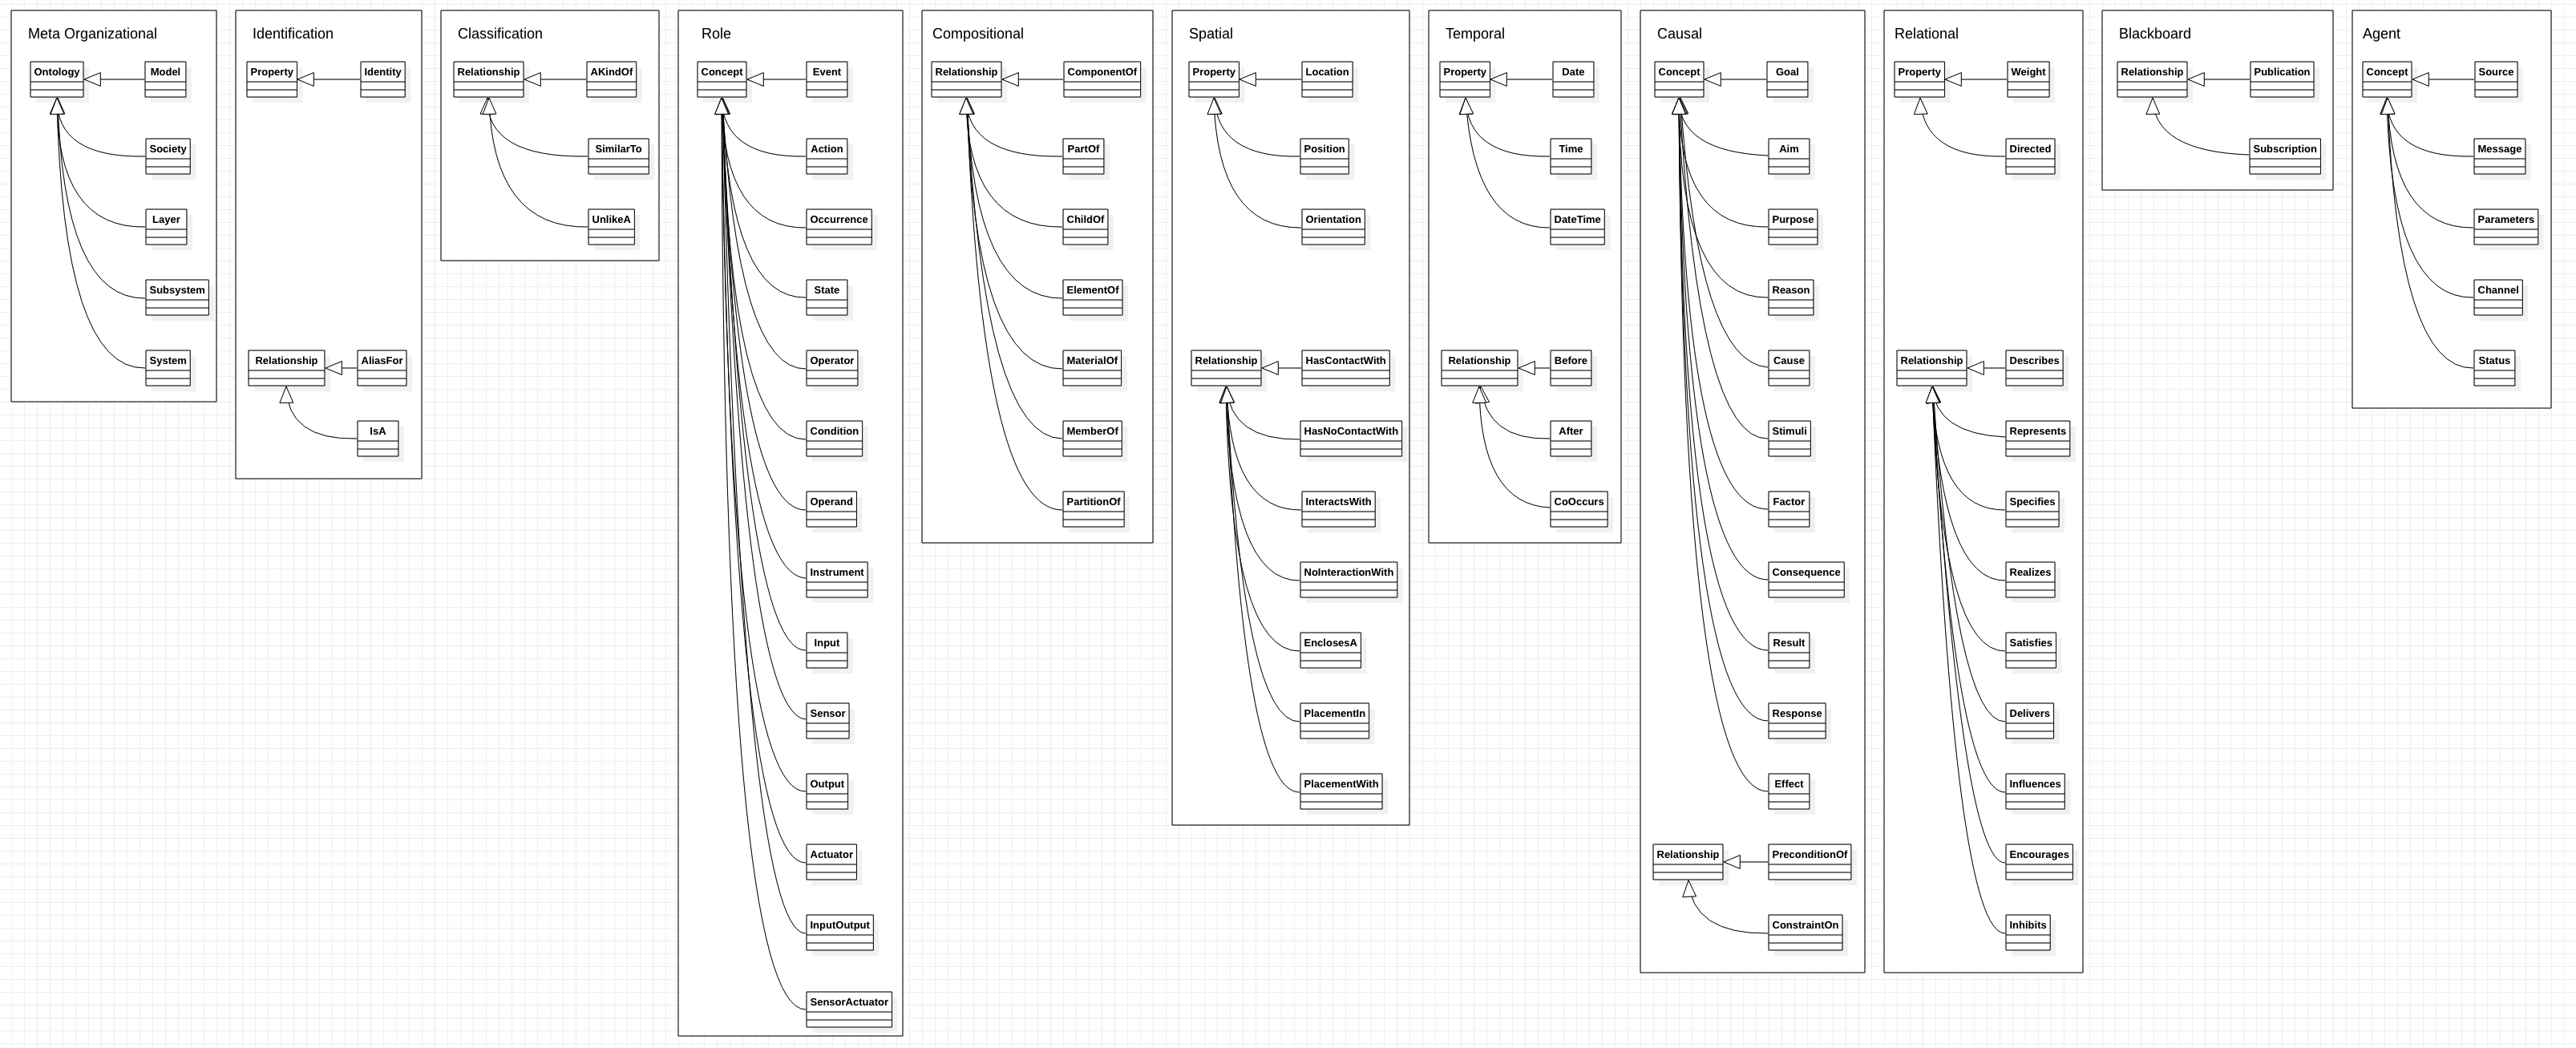 Meta Organizational
Ontology
Model
Society
Layer
Subsystem
System
Identification
Property
Identity
Relationship
AliasFor
IsA
Classification
Relationship
AKindOf
SimilarTo
UnlikeA
Role
Concept
Event
Action
Occurrence
State
Operator
Condition
Operand
Instrument
Input
Sensor
Output
Actuator
InputOutput
SensorActuator
Compositional
Relationship
ComponentOf
PartOf
ChildOf
ElementOf
MaterialOf
MemberOf
PartitionOf
Spatial
Property
Location
Position
Orientation
Relationship
HasContactWith
HasNoContactWith
InteractsWith
NoInteractionWith
EnclosesA
PlacementIn
PlacementWith
Temporal
Property
Date
Time
DateTime
Relationship
Before
After
CoOccurs
Causal
Concept
Goal
Aim
Purpose
Reason
Cause
Stimuli
Factor
Consequence
Result
Response
Effect
Relationship
PreconditionOf
ConstraintOn
Relational
Property
Weight
Directed
Relationship
Describes
Represents
Specifies
Realizes
Satisfies
Delivers
Influences
Encourages
Inhibits
Blackboard
Relationship
Publication
Subscription
Agent
Concept
Source
Message
Parameters
Channel
Status